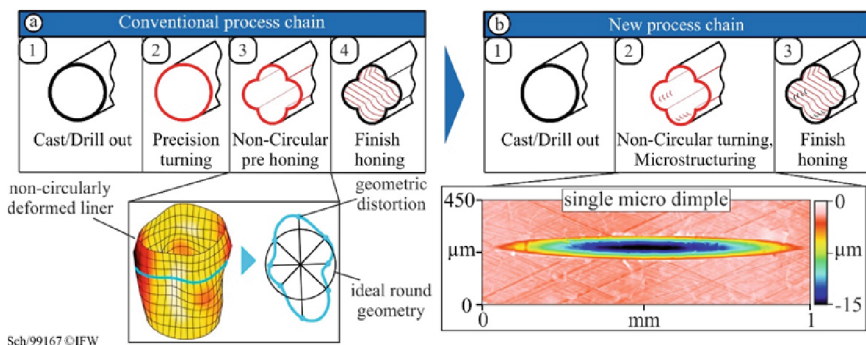 a Conventional process chain
1 2 3 4
Cast/Drill out
Precision
turning
Non-Circular
pre honing
Finish
honing
non-circularly
deformed liner
geometric
distortion
ideal round
geometry
Sch/99167 ©IFW
b New process chain
1 2 3
Cast/Drill out
Non-Circular turning,
Microstructuring
Finish
honing
single micro dimple
450
µm
0
0 mm 1
0
µm
-15